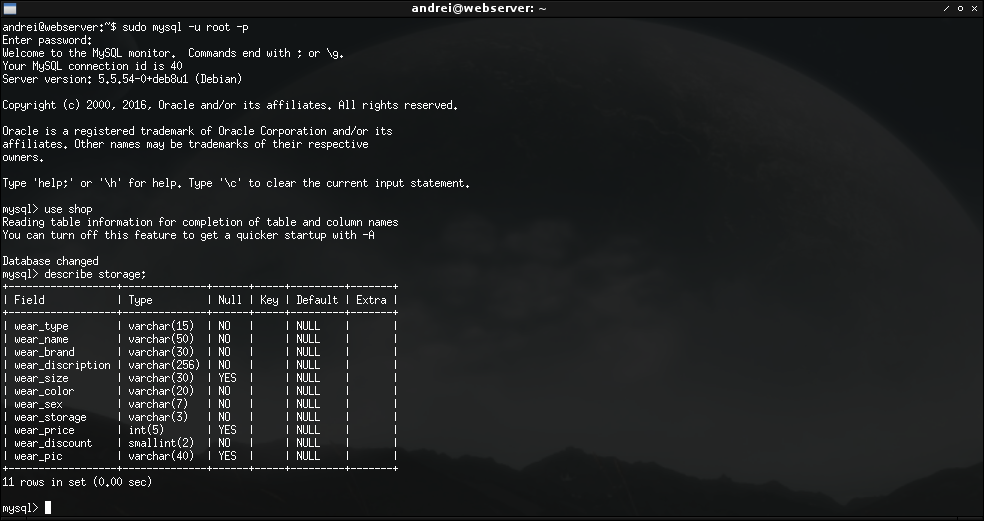 andrei@webserver: ~
andrei@webserver:~$ sudo mysql -u root -p
Enter password:
Welcome to the MySQL monitor.  Commands end with ; or \g.
Your MySQL connection id is 40
Server version: 5.5.54-0+deb8u1 (Debian)
Copyright (c) 2000, 2016, Oracle and/or its affiliates. All rights reserved.
Oracle is a registered trademark of Oracle Corporation and/or its
affiliates. Other names may be trademarks of their respective
owners.
Type 'help;' or '\h' for help. Type '\c' to clear the current input statement.
mysql> use shop
Reading table information for completion of table and column names
You can turn off this feature to get a quicker startup with -A
Database changed
mysql> describe storage;
+------------------+--------------+------+-----+---------+-------+
| Field            | Type         | Null | Key | Default | Extra |
+------------------+--------------+------+-----+---------+-------+
| wear_type        | varchar(15)  | NO   |     | NULL    |       |
| wear_name        | varchar(50)  | NO   |     | NULL    |       |
| wear_brand       | varchar(30)  | NO   |     | NULL    |       |
| wear_discription | varchar(256) | NO   |     | NULL    |       |
| wear_size        | varchar(30)  | YES  |     | NULL    |       |
| wear_color       | varchar(20)  | NO   |     | NULL    |       |
| wear_sex         | varchar(7)   | NO   |     | NULL    |       |
| wear_storage     | varchar(3)   | NO   |     | NULL    |       |
| wear_price       | int(5)       | YES  |     | NULL    |       |
| wear_discount    | smallint(2)  | NO   |     | NULL    |       |
| wear_pic         | varchar(40)  | YES  |     | NULL    |       |
+------------------+--------------+------+-----+---------+-------+
11 rows in set (0.00 sec)
mysql>